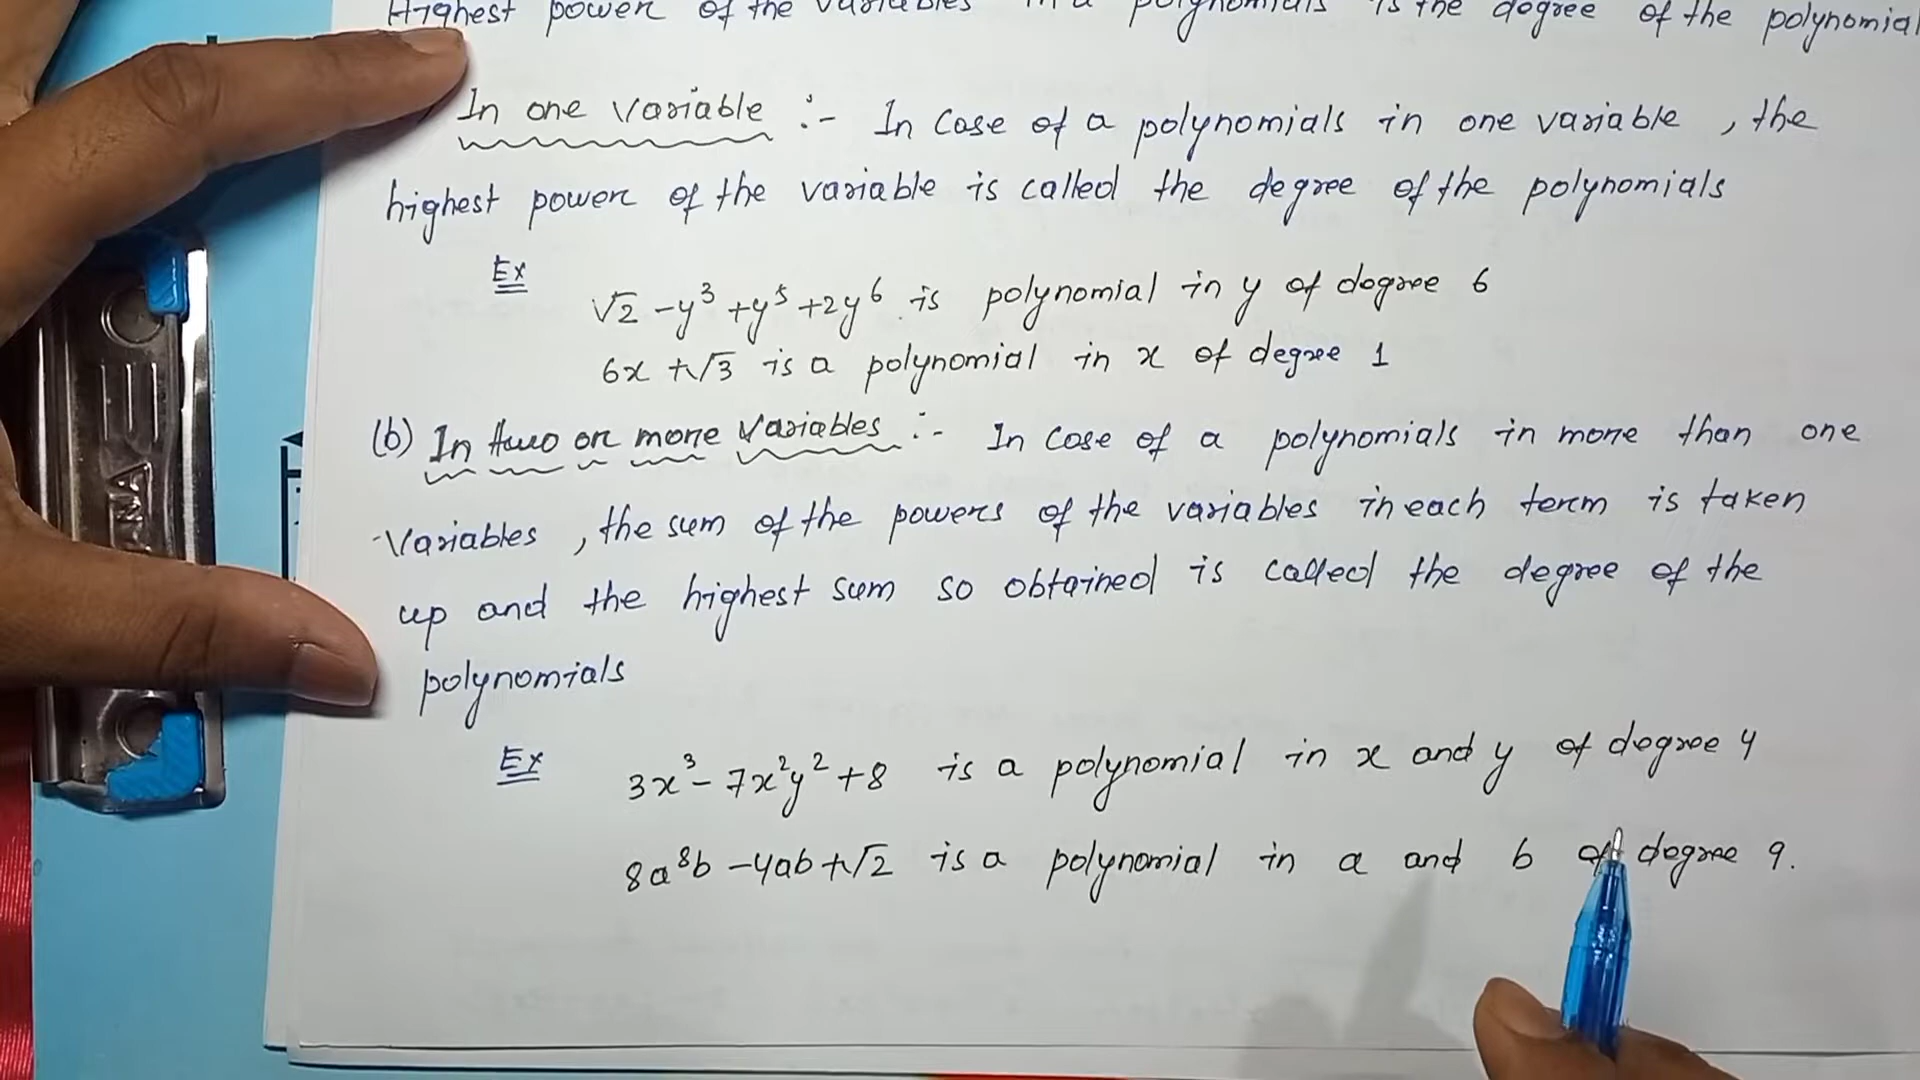 Highest power of the variables in a polynomials is the degree of the polynomial
In one variable :- In case of a polynomials in one variable, the
highest power of the variable is called the degree of the polynomials
Ex
√2 -y³ +y⁵ +2y⁶ is polynomial in y of degree 6
6x +√3 is a polynomial in x of degree 1
(b) In two or more variables :- In case of a polynomials in more than one
variables, the sum of the powers of the variables in each term is taken
up and the highest sum so obtained is called the degree of the
polynomials
Ex 3x³ - 7x²y² +8 is a polynomial in x and y of degree 4
8a⁸b -4ab +√2 is a polynomial in a and b of degree 9.